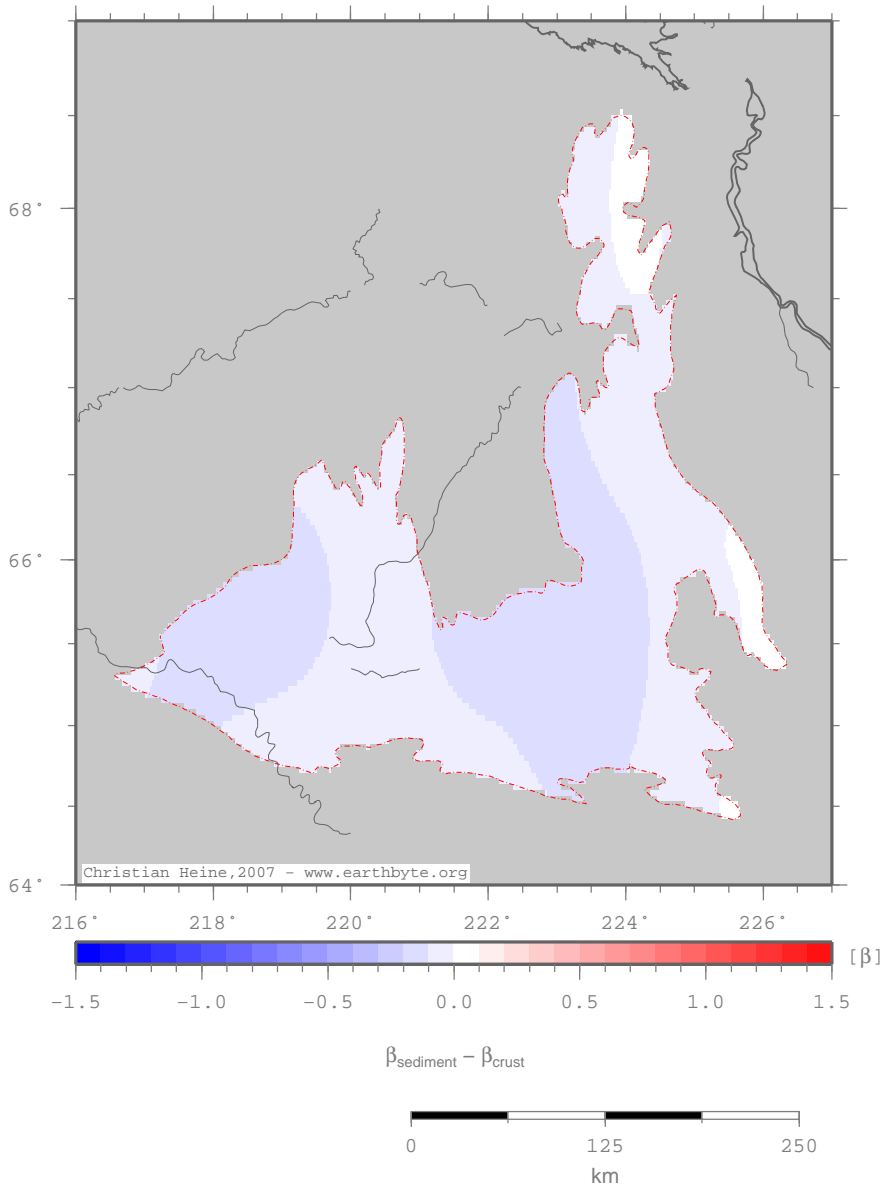 68°
66°
64°
Christian Heine,2007 - www.earthbyte.org
216° 218° 220° 222° 224° 226°
[β]
-1.5 -1.0 -0.5 0.0 0.5 1.0 1.5
βsediment – βcrust
0 125 250
km